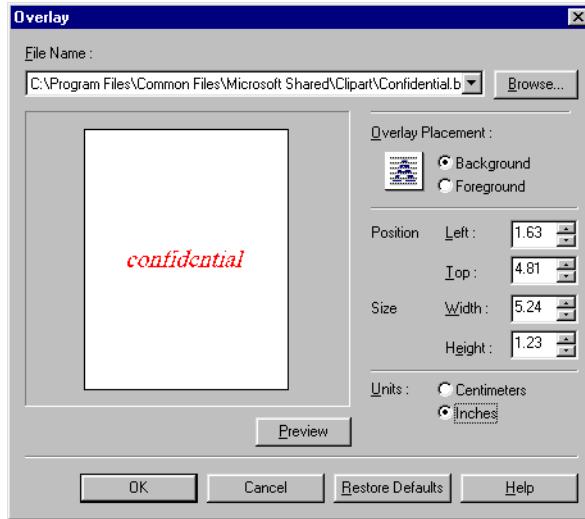 Overlay
File Name :
C:\Program Files\Common Files\Microsoft Shared\Clipart\Confidential.b
Browse...
confidential
Preview
Overlay Placement :
Background
Foreground
Position Left : 1.63
Top : 4.81
Size Width : 5.24
Height : 1.23
Units : Centimeters
Inches
OK Cancel Restore Defaults Help